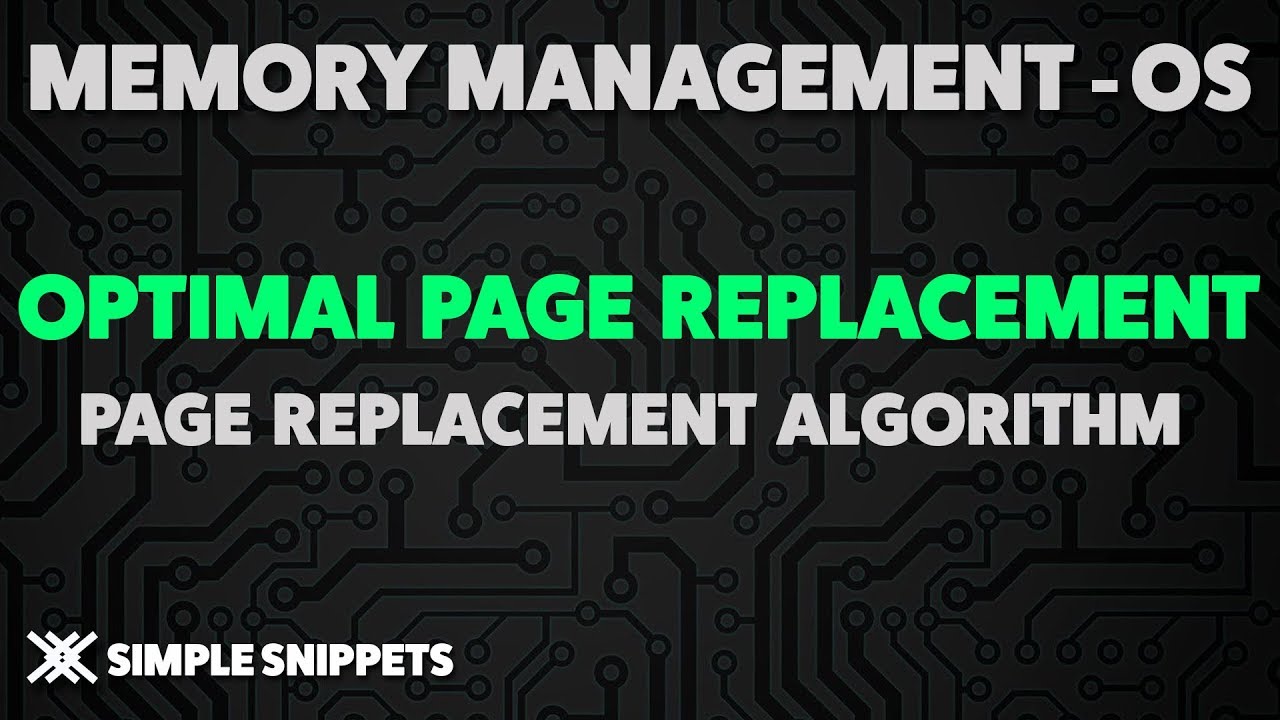 MEMORY MANAGEMENT - OS
OPTIMAL PAGE REPLACEMENT
PAGE REPLACEMENT ALGORITHM
SIMPLE SNIPPETS